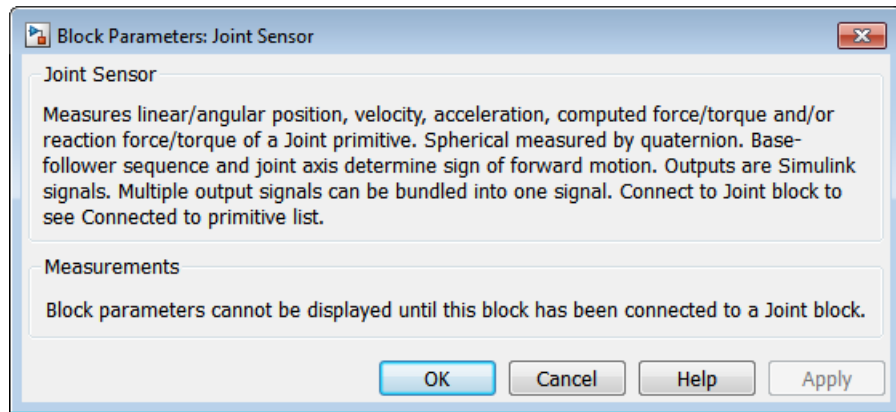 Block Parameters: Joint Sensor
Joint Sensor
Measures linear/angular position, velocity, acceleration, computed force/torque and/or
reaction force/torque of a Joint primitive. Spherical measured by quaternion. Base-
follower sequence and joint axis determine sign of forward motion. Outputs are Simulink
signals. Multiple output signals can be bundled into one signal. Connect to Joint block to
see Connected to primitive list.
Measurements
Block parameters cannot be displayed until this block has been connected to a Joint block.
OK Cancel Help Apply